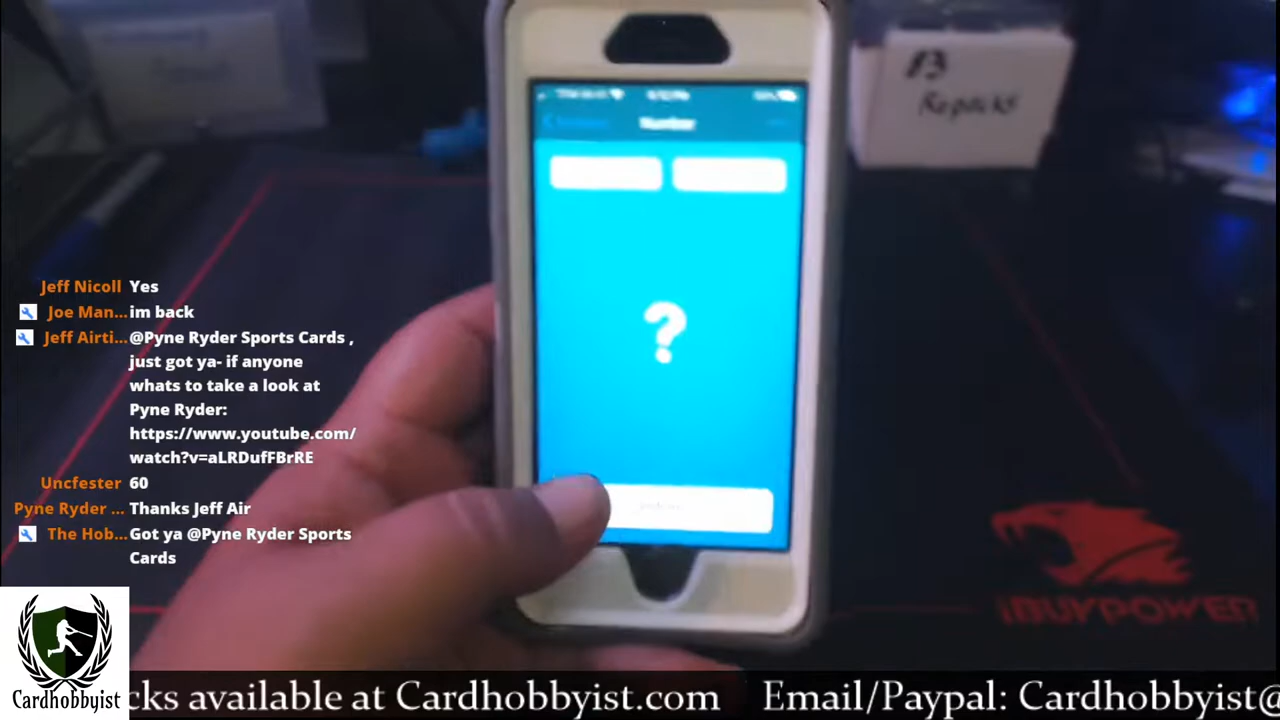 Number
?
B
Repacks
Jeff Nicoll Yes
Joe Man... im back
Jeff Airti... @Pyne Ryder Sports Cards ,
just got ya- if anyone
whats to take a look at
Pyne Ryder:
https://www.youtube.com/
watch?v=aLRDufFBrRE
Uncfester 60
Pyne Ryder ... Thanks Jeff Air
The Hob... Got ya @Pyne Ryder Sports
Cards
iBUYPOWER
Cardhobbyist
cks available at Cardhobbyist.com Email/Paypal: Cardhobbyist@